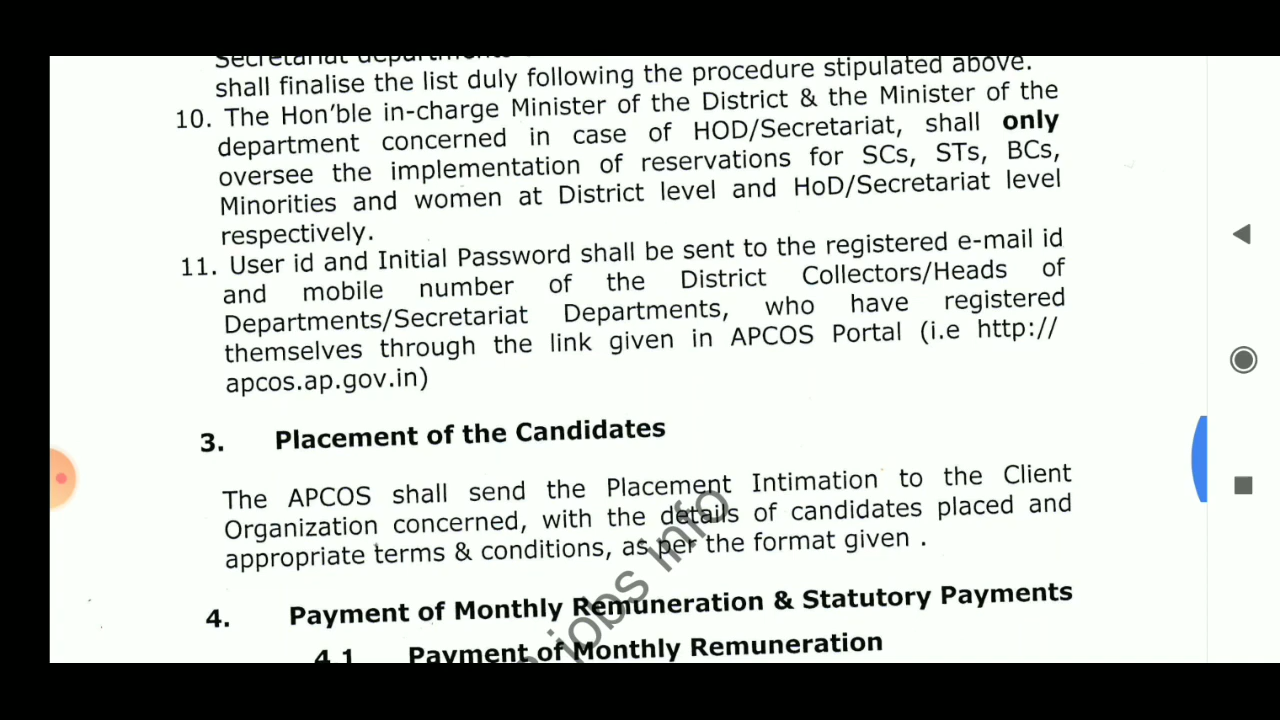 Secretariat departments
shall finalise the list duly following the procedure stipulated above.
10. The Hon'ble in-charge Minister of the District & the Minister of the
department concerned in case of HOD/Secretariat, shall only
oversee the implementation of reservations for SCs, STs, BCs,
Minorities and women at District level and HoD/Secretariat level
respectively.
11. User id and Initial Password shall be sent to the registered e-mail id
and mobile number of the District Collectors/Heads of
Departments/Secretariat Departments, who have registered
themselves through the link given in APCOS Portal (i.e http://
apcos.ap.gov.in)
3. Placement of the Candidates
The APCOS shall send the Placement Intimation to the Client
Organization concerned, with the details of candidates placed and
appropriate terms & conditions, as per the format given .
4. Payment of Monthly Remuneration & Statutory Payments
4.1 Payment of Monthly Remuneration
jobs info